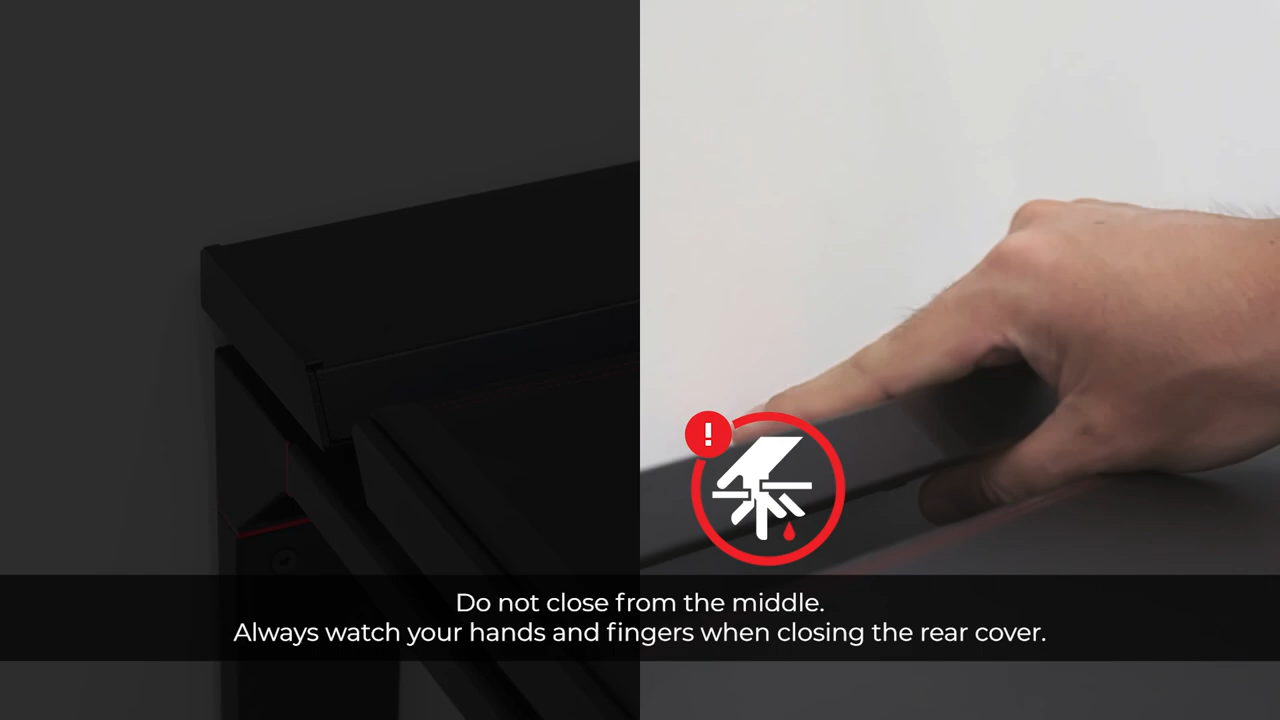 !
Do not close from the middle.
Always watch your hands and fingers when closing the rear cover.